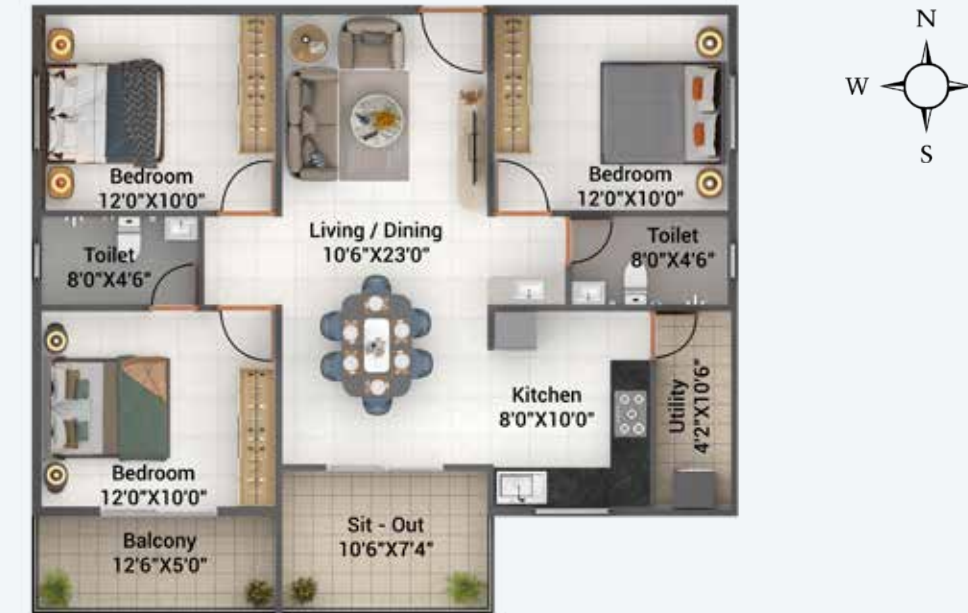 N
W
S
Bedroom
12'0"X10'0"
Bedroom
12'0"X10'0"
Living / Dining
10'6"X23'0"
Toilet
8'0"X4'6"
Toilet
8'0"X4'6"
Kitchen
8'0"X10'0"
Utility
4'2"X10'6"
Bedroom
12'0"X10'0"
Balcony
12'6"X5'0"
Sit - Out
10'6"X7'4"